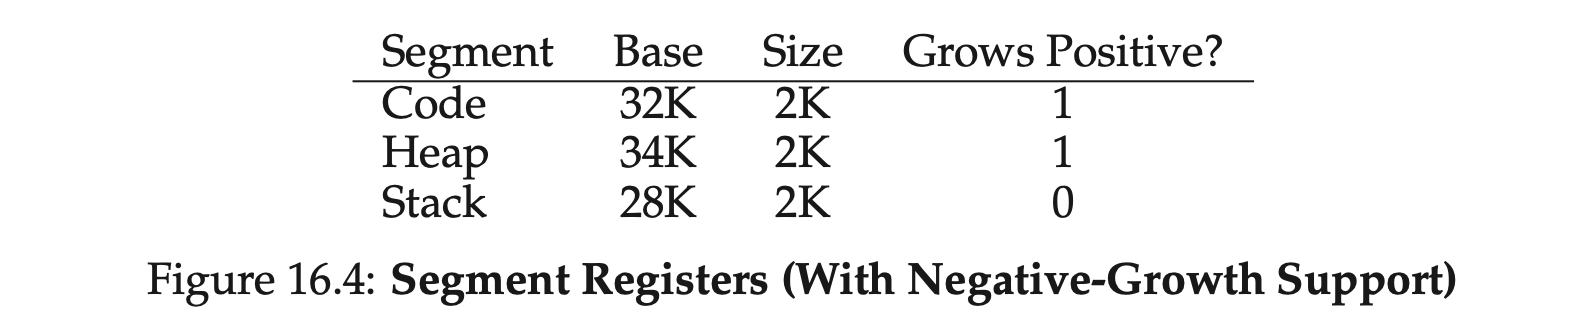 Segment Base Size Grows Positive?
Code 32K 2K 1
Heap 34K 2K 1
Stack 28K 2K 0
Figure 16.4: Segment Registers (With Negative-Growth Support)